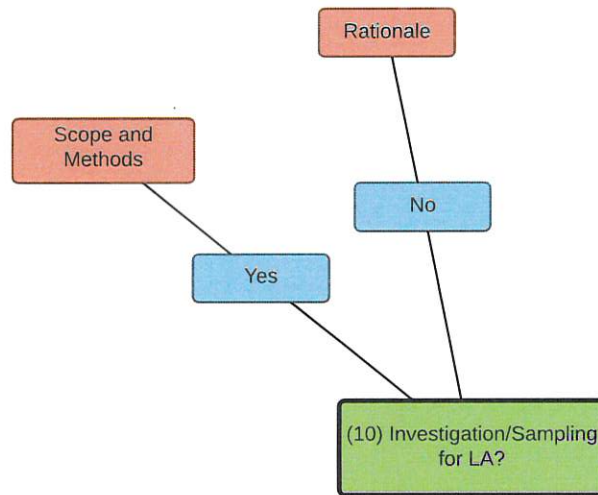 Rationale
Scope and
Methods
No
Yes
(10) Investigation/Sampling
for LA?